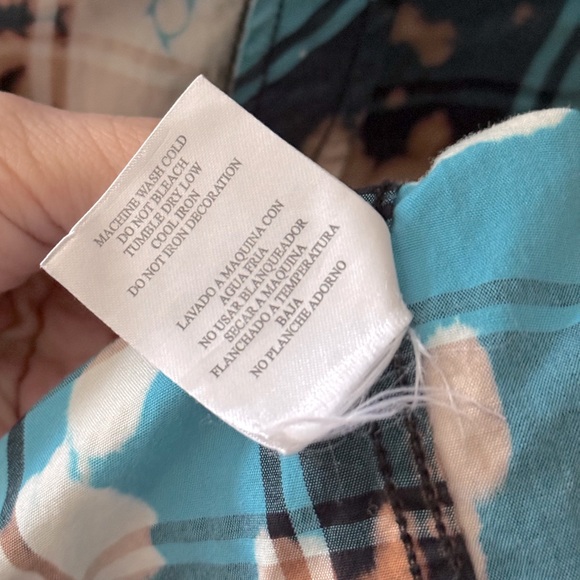 MACHINE WASH COLD
DO NOT BLEACH
TUMBLE DRY LOW
COOL IRON
DO NOT IRON DECORATION
LAVADO A MAQUINA CON
AGUA FRIA
NO USAR BLANQUEADOR
SECAR A MAQUINA
FLANCHADO A TEMPERATURA
BAJA
NO PLANCHE ADORNO